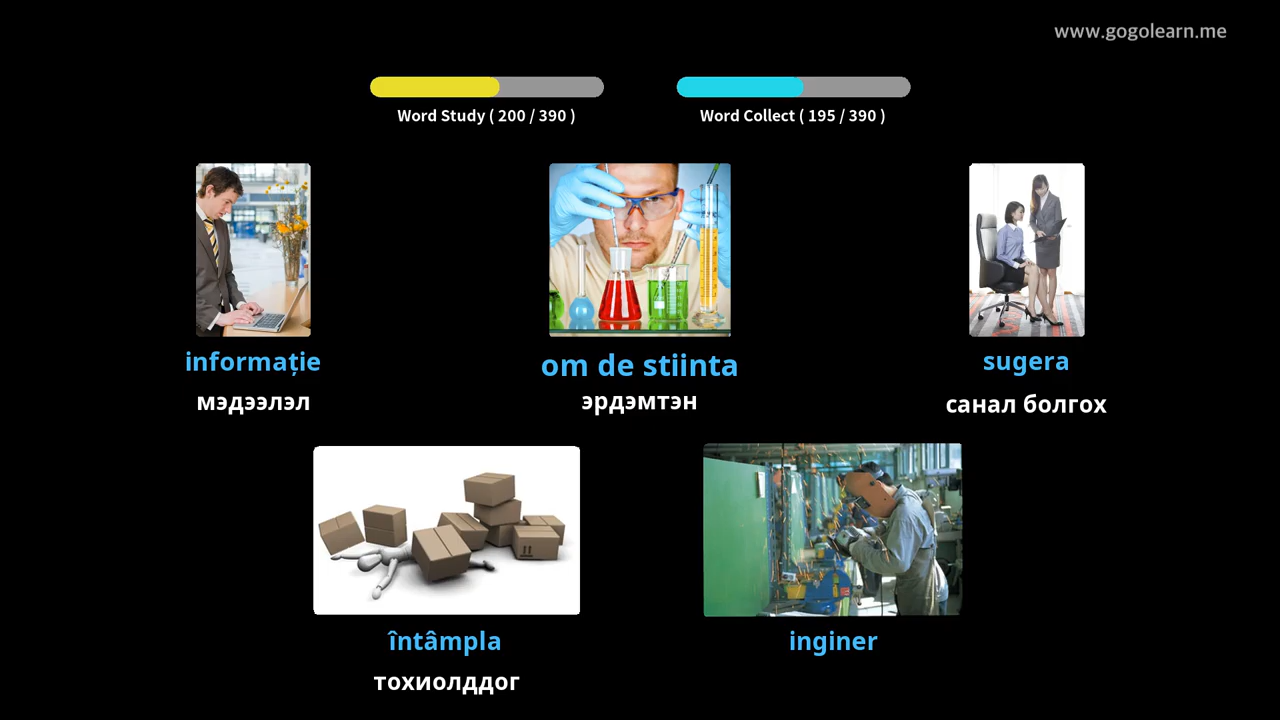 www.gogolearn.me
Word Study ( 200 / 390 )
Word Collect ( 195 / 390 )
informație
мэдээлэл
om de stiinta
эрдэмтэн
sugera
санал болгох
întâmpla
тохиолддог
inginer